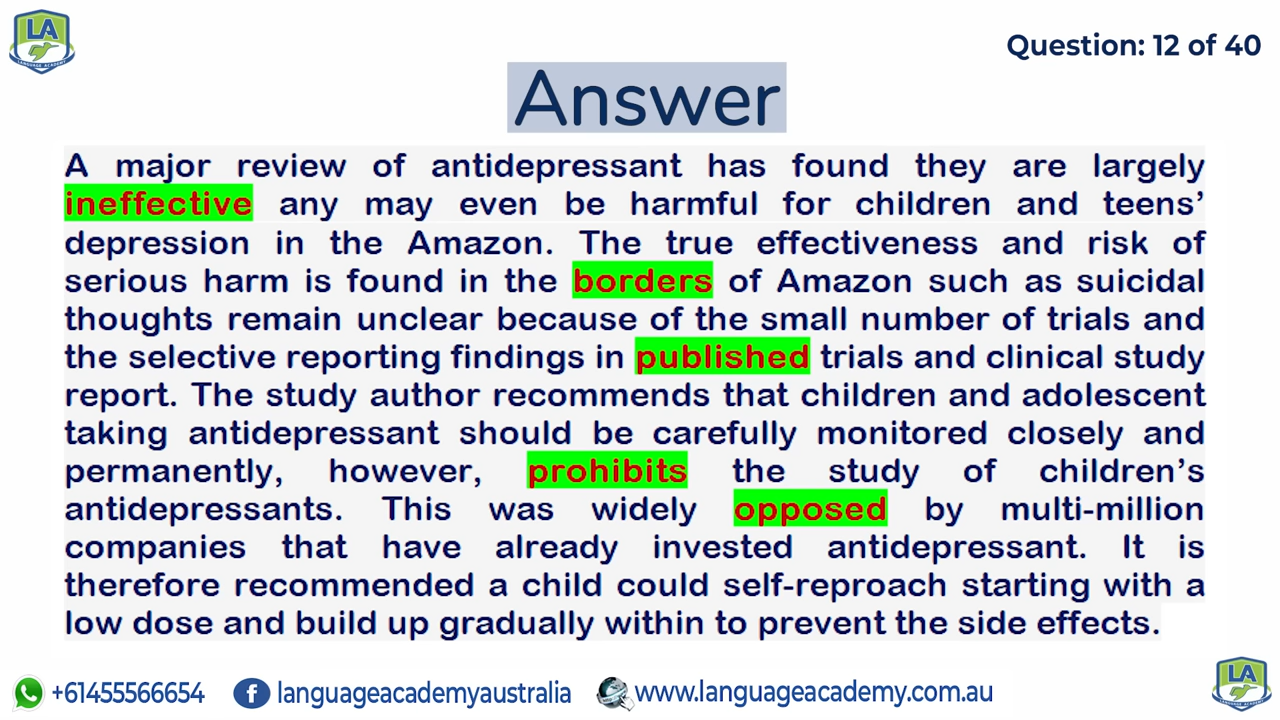 LA
LANGUAGE ACADEMY
Question: 12 of 40
Answer
A major review of antidepressant has found they are largely
ineffective any may even be harmful for children and teens’
depression in the Amazon. The true effectiveness and risk of
serious harm is found in the borders of Amazon such as suicidal
thoughts remain unclear because of the small number of trials and
the selective reporting findings in published trials and clinical study
report. The study author recommends that children and adolescent
taking antidepressant should be carefully monitored closely and
permanently, however, prohibits the study of children’s
antidepressants. This was widely opposed by multi-million
companies that have already invested antidepressant. It is
therefore recommended a child could self-reproach starting with a
low dose and build up gradually within to prevent the side effects.
+61455566654
languageacademyaustralia
www.languageacademy.com.au
LA
LANGUAGE ACADEMY